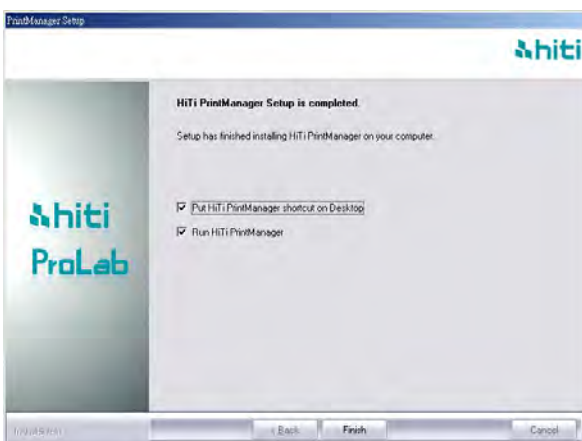 PrintManager Setup
hiti
HiTi PrintManager Setup is completed.
Setup has finished installing HiTi PrintManager on your computer.
hiti
ProLab
Put HiTi PrintManager shortcut on Desktop
Run HiTi PrintManager
InstallShield
< Back
Finish
Cancel